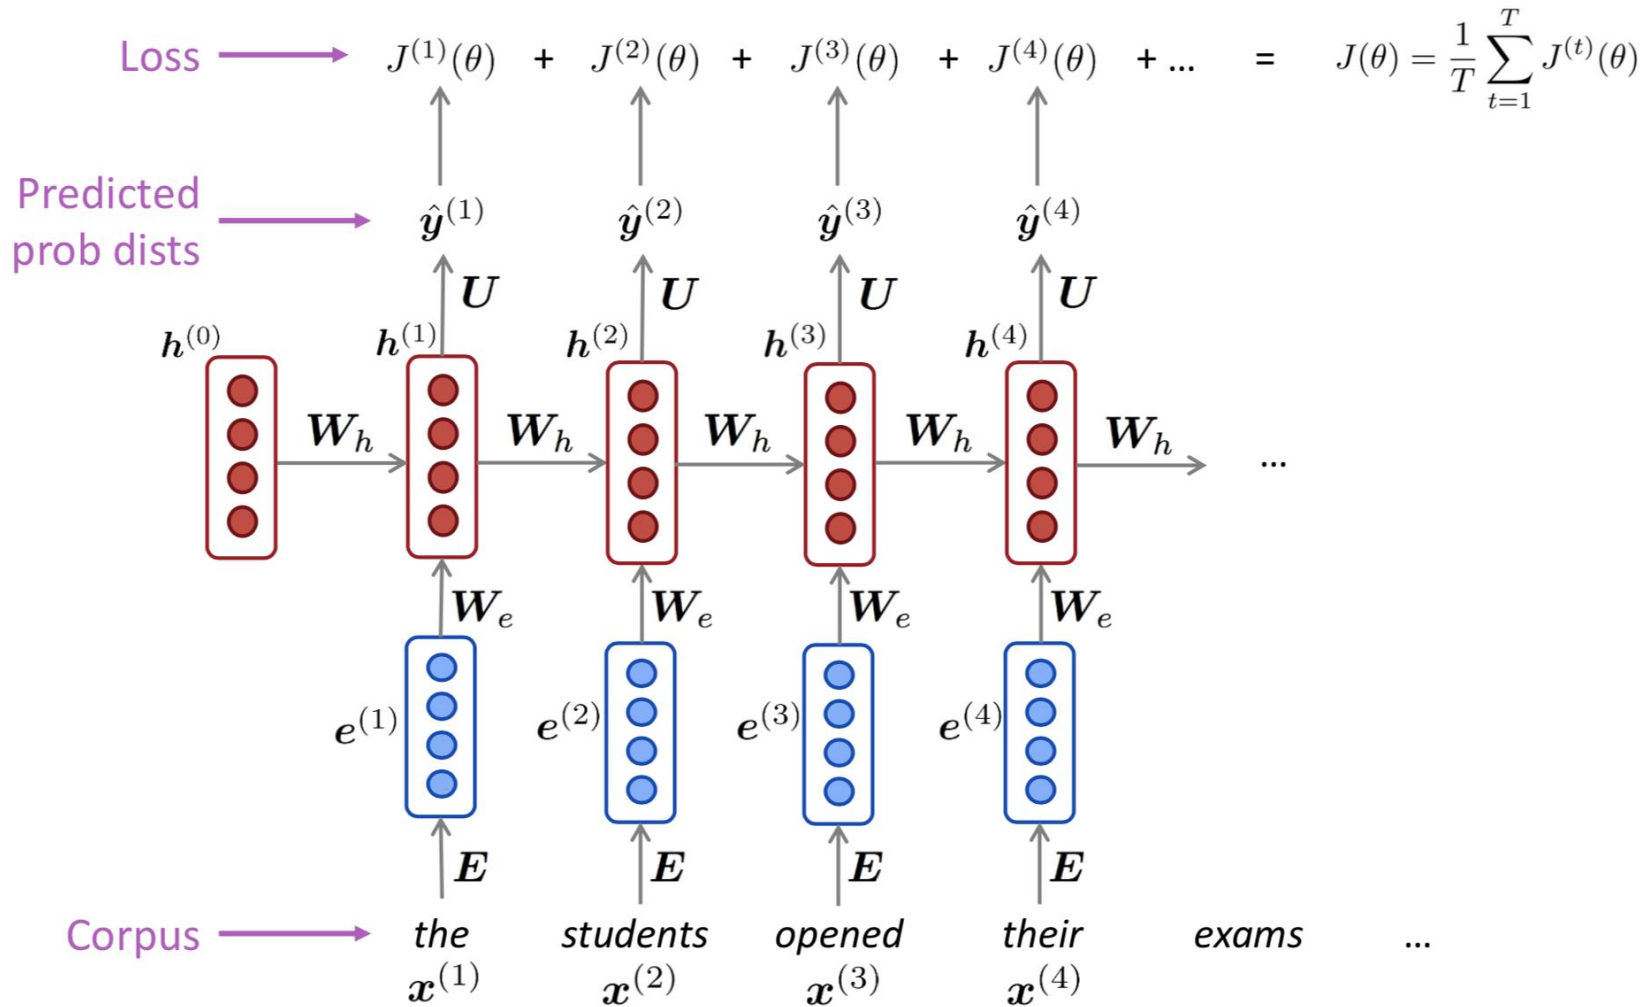 Loss J⁽¹⁾(θ) + J⁽²⁾(θ) + J⁽³⁾(θ) + J⁽⁴⁾(θ) + ... = J(θ) = 1/T ∑_{t=1}^{T} J⁽ᵗ⁾(θ)
Predicted
prob dists
ŷ⁽¹⁾ ŷ⁽²⁾ ŷ⁽³⁾ ŷ⁽⁴⁾
U U U U
h⁽⁰⁾ h⁽¹⁾ h⁽²⁾ h⁽³⁾ h⁽⁴⁾
W_h W_h W_h W_h W_h ...
W_e W_e W_e W_e
e⁽¹⁾ e⁽²⁾ e⁽³⁾ e⁽⁴⁾
E E E E
Corpus the students opened their exams ...
x⁽¹⁾ x⁽²⁾ x⁽³⁾ x⁽⁴⁾